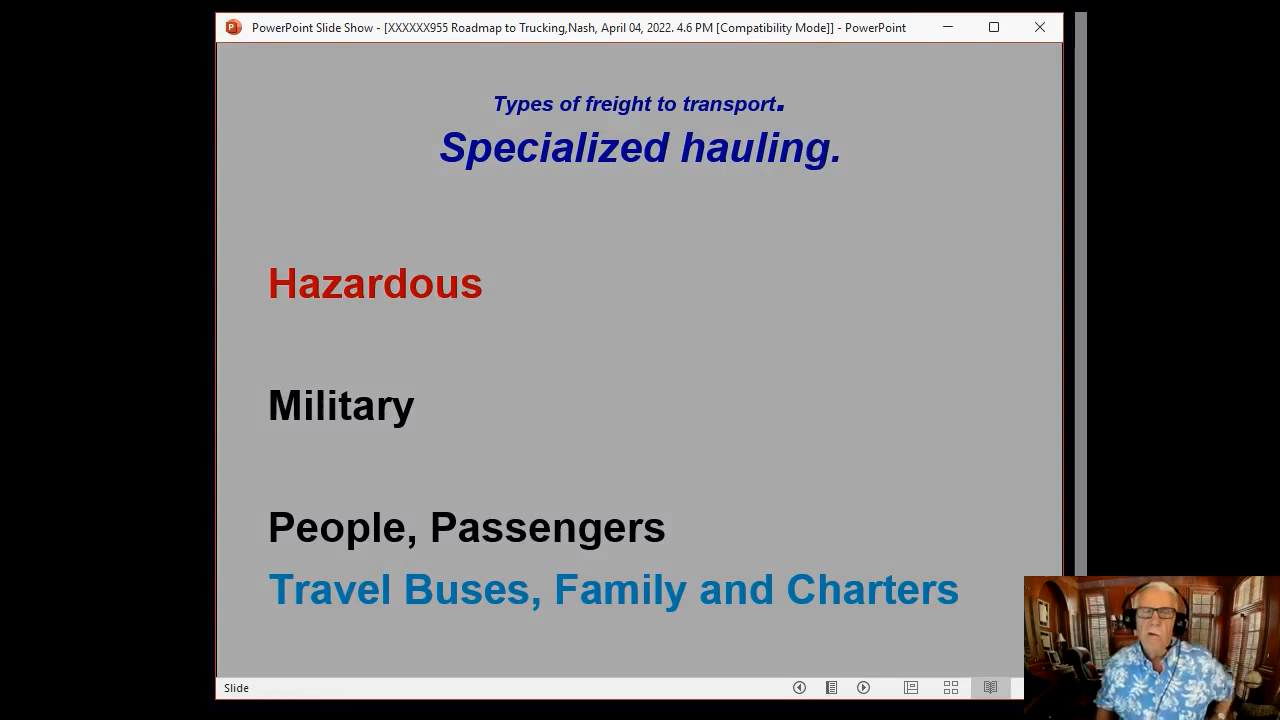 PowerPoint Slide Show - [XXXXXX955 Roadmap to Trucking,Nash, April 04, 2022. 4.6 PM [Compatibility Mode]] - PowerPoint
Types of freight to transport.
Specialized hauling.
Hazardous
Military
People, Passengers
Travel Buses, Family and Charters
Slide